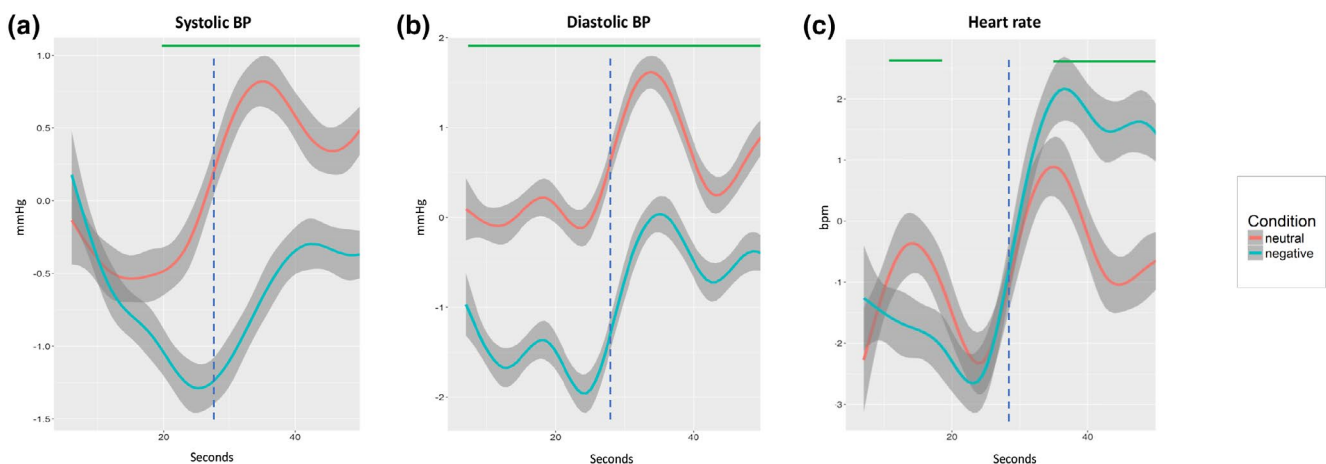 (a)
Systolic BP
1.0
0.5
0.0
-0.5
-1.0
-1.5
mmHg
20
40
Seconds
(b)
Diastolic BP
2
1
0
-1
-2
mmHg
20
40
Seconds
(c)
Heart rate
2
1
0
-1
-2
-3
bpm
20
40
Seconds
Condition
neutral
negative